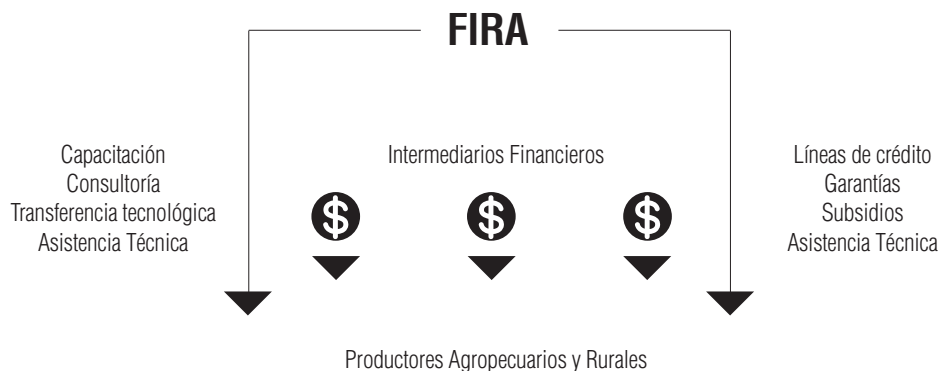 FIRA
Capacitación
Consultoría
Transferencia tecnológica
Asistencia Técnica
Intermediarios Financieros
$ $ $
Líneas de crédito
Garantías
Subsidios
Asistencia Técnica
Productores Agropecuarios y Rurales